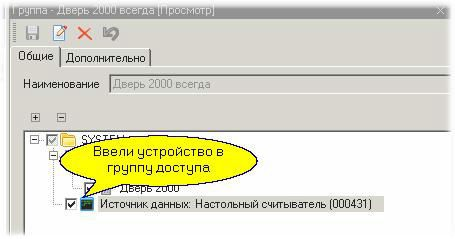 Группа - Дверь 2000 всегда [Просмотр]
Общие
Дополнительно
Наименование
Дверь 2000 всегда
SYSTEM
Ввели устройство в
группу доступа
Дверь 2000
Источник данных: Настольный считыватель (000431)